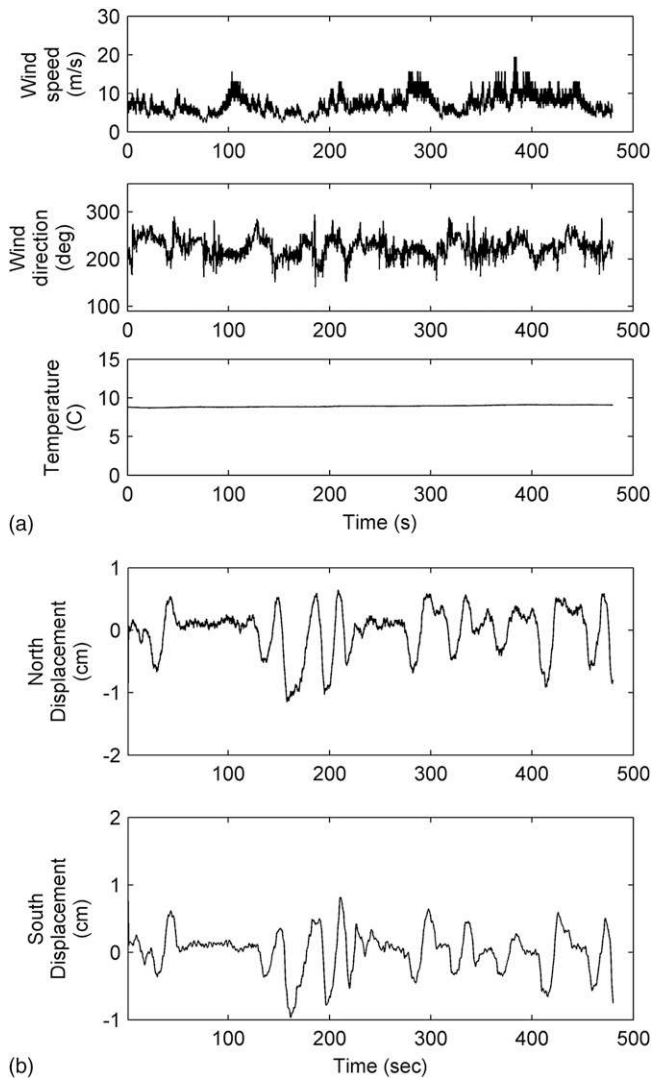 30
20
10
0
Wind
speed
(m/s)
0 100 200 300 400 500
300
200
100
Wind
direction
(deg)
0 100 200 300 400 500
15
10
5
0
Temperature
(C)
0 100 200 300 400 500
(a)
Time (s)
1
0
-1
-2
North
Displacement
(cm)
100 200 300 400 500
2
1
0
-1
South
Displacement
(cm)
100 200 300 400 500
(b)
Time (sec)